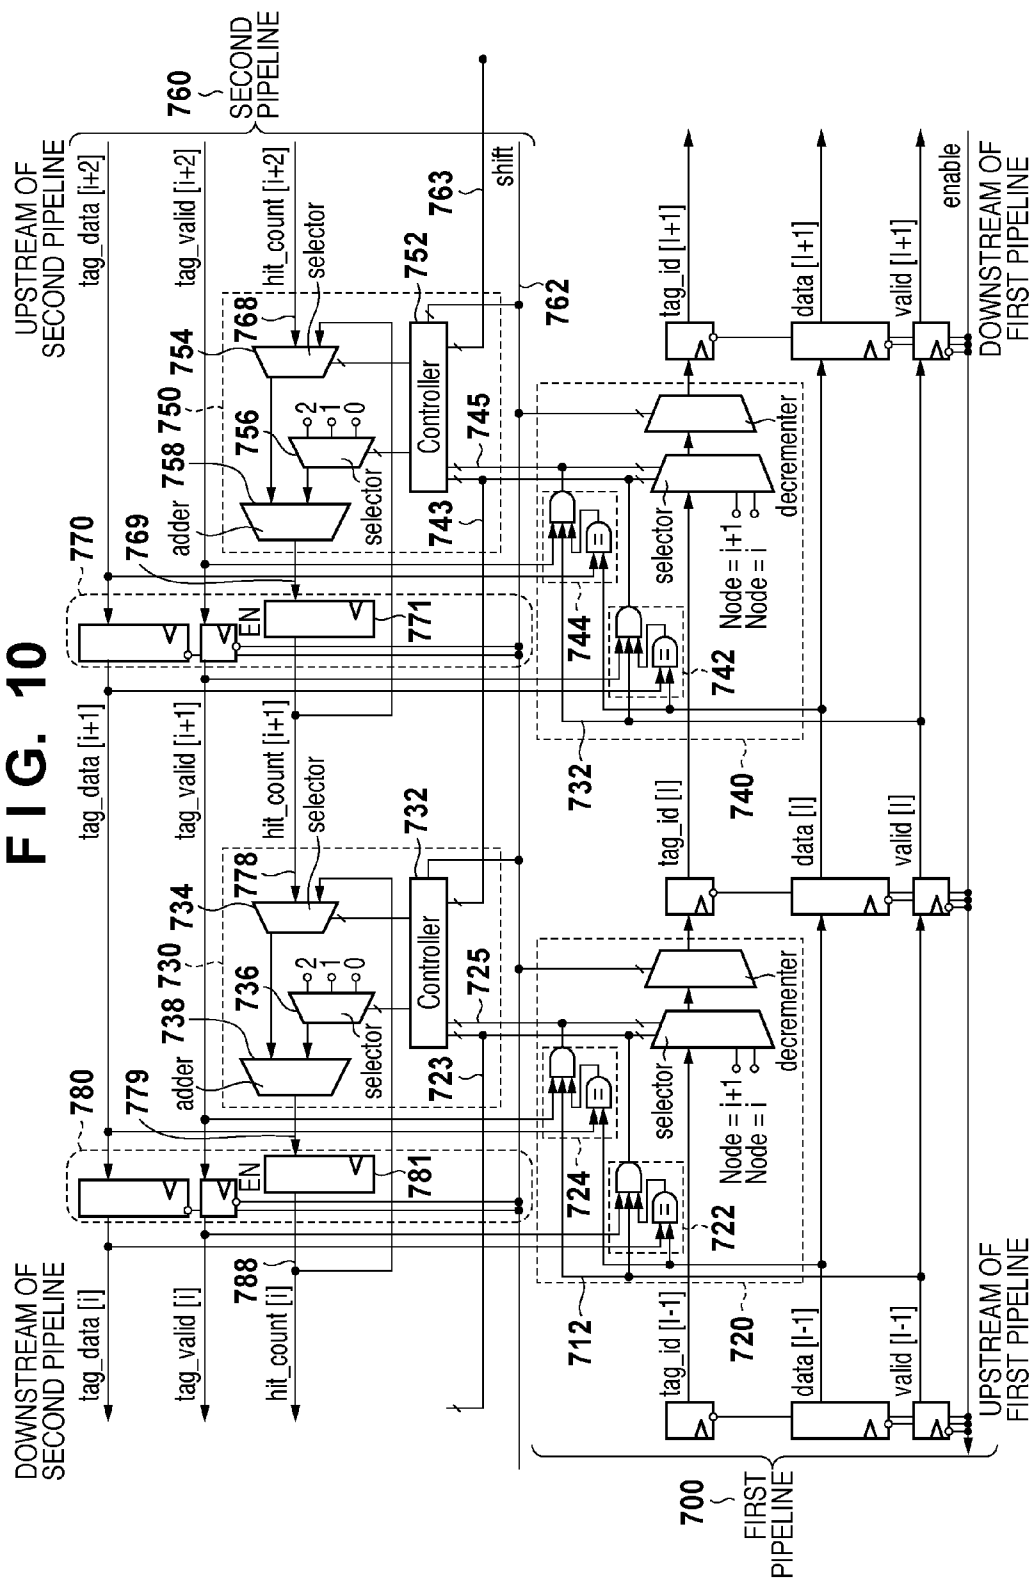 FIG. 10
DOWNSTREAM OF
SECOND PIPELINE
UPSTREAM OF
SECOND PIPELINE
tag_data [i]
780
tag_data [i+1]
770
tag_data [i+2]
760
SECOND
PIPELINE
tag_valid [i]
tag_valid [i+1]
tag_valid [i+2]
hit_count [i]
788
779
EN
781
adder
738
730
734
736
778
hit_count [i+1]
selector
2
1
0
selector
Controller
732
723
725
769
EN
771
adder
758
750
754
756
768
hit_count [i+2]
selector
2
1
0
selector
Controller
752
743
745
763
shift
762
712
724
722
720
selector
Node = i+1
Node = i
decrementer
732
744
742
740
selector
Node = i+1
Node = i
decrementer
tag_id [I-1]
tag_id [I]
tag_id [I+1]
data [I-1]
data [I]
data [I+1]
valid [I-1]
valid [I]
valid [I+1]
enable
700
FIRST
PIPELINE
UPSTREAM OF
FIRST PIPELINE
DOWNSTREAM OF
FIRST PIPELINE
=
=
=
=